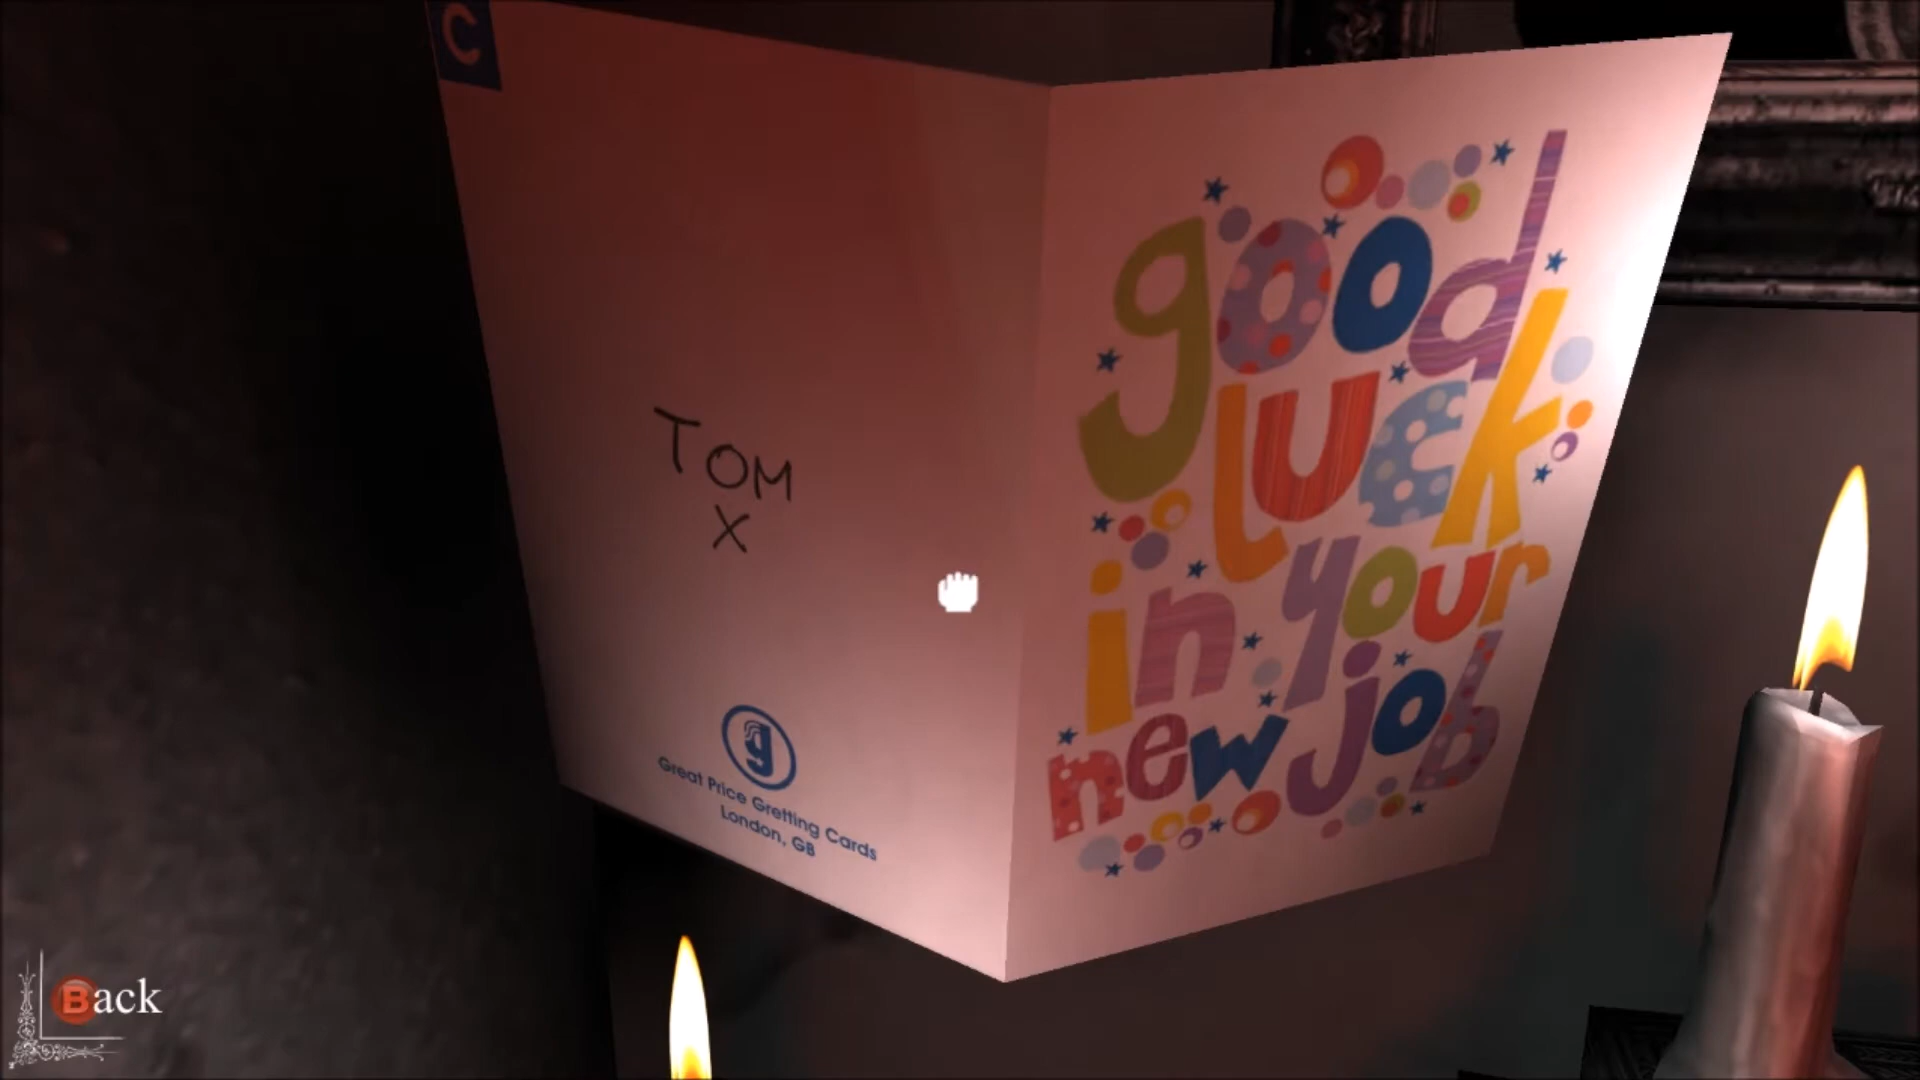 C
TOM
X
g
Great Price Gretting Cards
London, GB
good
luck
in your
new job
Back